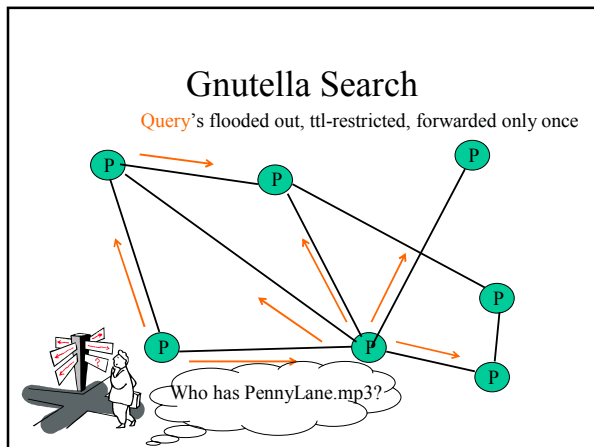 Gnutella Search
Query's flooded out, ttl-restricted, forwarded only once
P
P
P
P
P
P
P
Who has PennyLane.mp3?
?